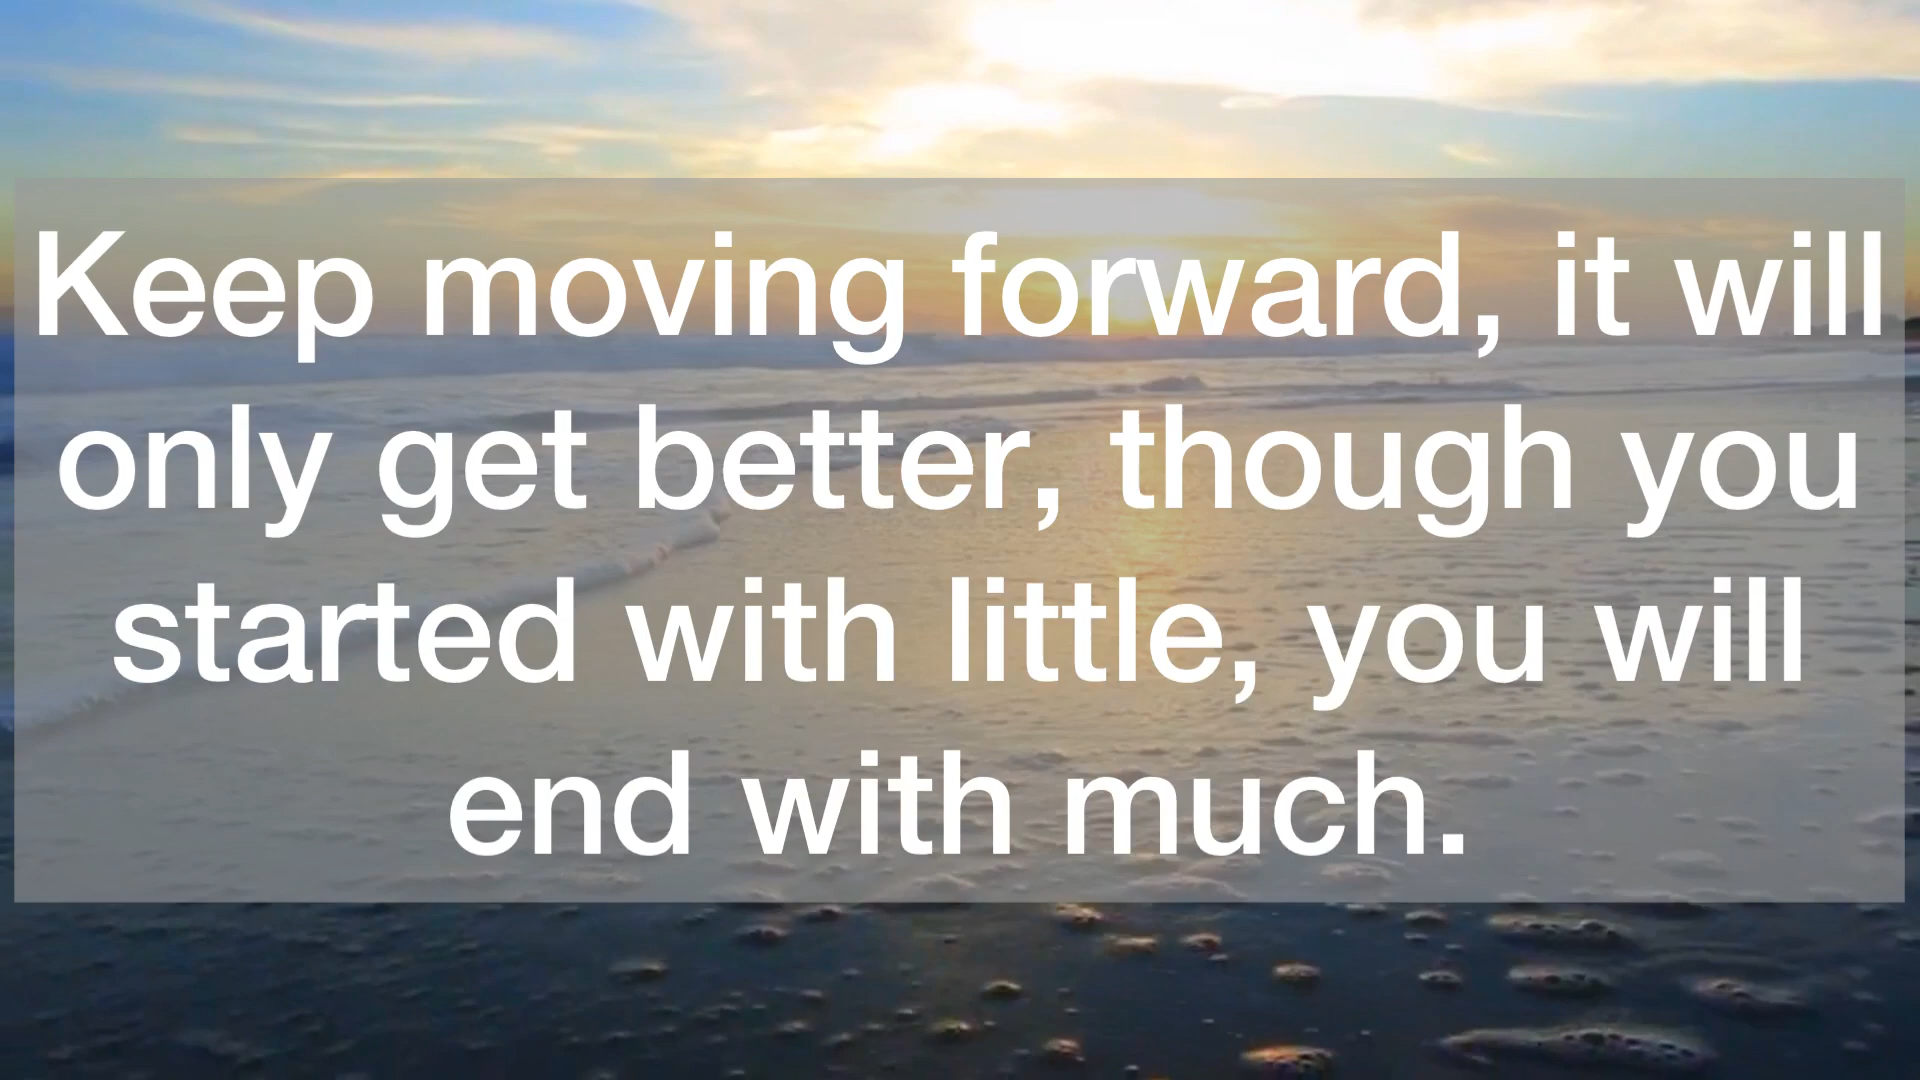 Keep moving forward, it will
only get better, though you
started with little, you will
end with much.